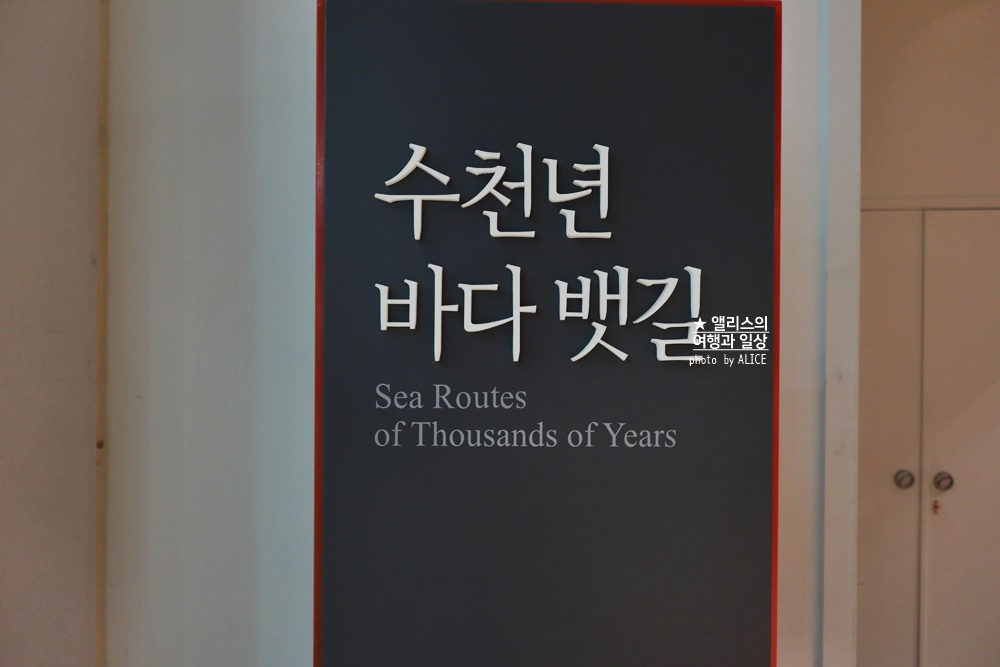 수천년
바다 뱃길
Sea Routes
of Thousands of Years
★ 앨리스의
여행과 일상
photo by ALICE